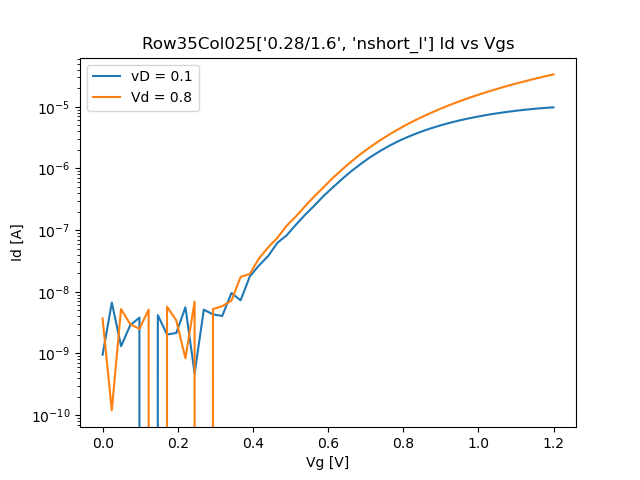 Row35Col025['0.28/1.6', 'nshort_l'] Id vs Vgs
vD = 0.1
Vd = 0.8
Id [A]
10⁻⁵
10⁻⁶
10⁻⁷
10⁻⁸
10⁻⁹
10⁻¹⁰
0.0 0.2 0.4 0.6 0.8 1.0 1.2
Vg [V]